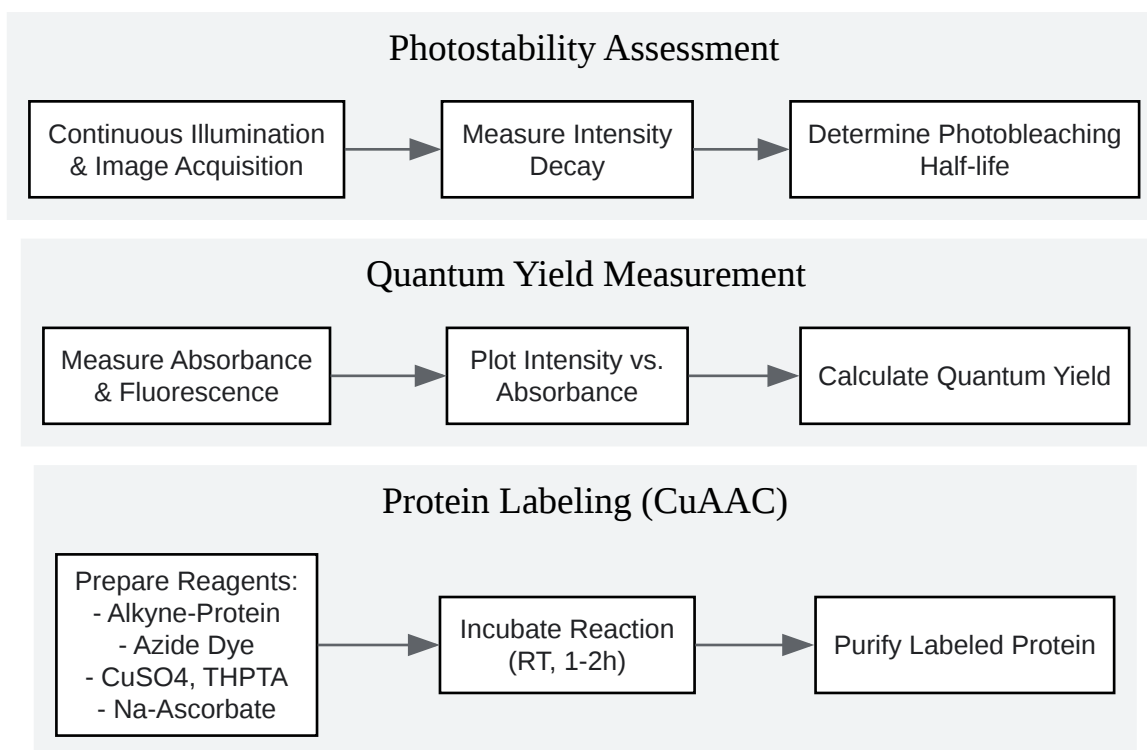 Photostability Assessment
Continuous Illumination
& Image Acquisition
Measure Intensity
Decay
Determine Photobleaching
Half-life
Quantum Yield Measurement
Measure Absorbance
& Fluorescence
Plot Intensity vs.
Absorbance
Calculate Quantum Yield
Protein Labeling (CuAAC)
Prepare Reagents:
- Alkyne-Protein
- Azide Dye
- CuSO4, THPTA
- Na-Ascorbate
Incubate Reaction
(RT, 1-2h)
Purify Labeled Protein